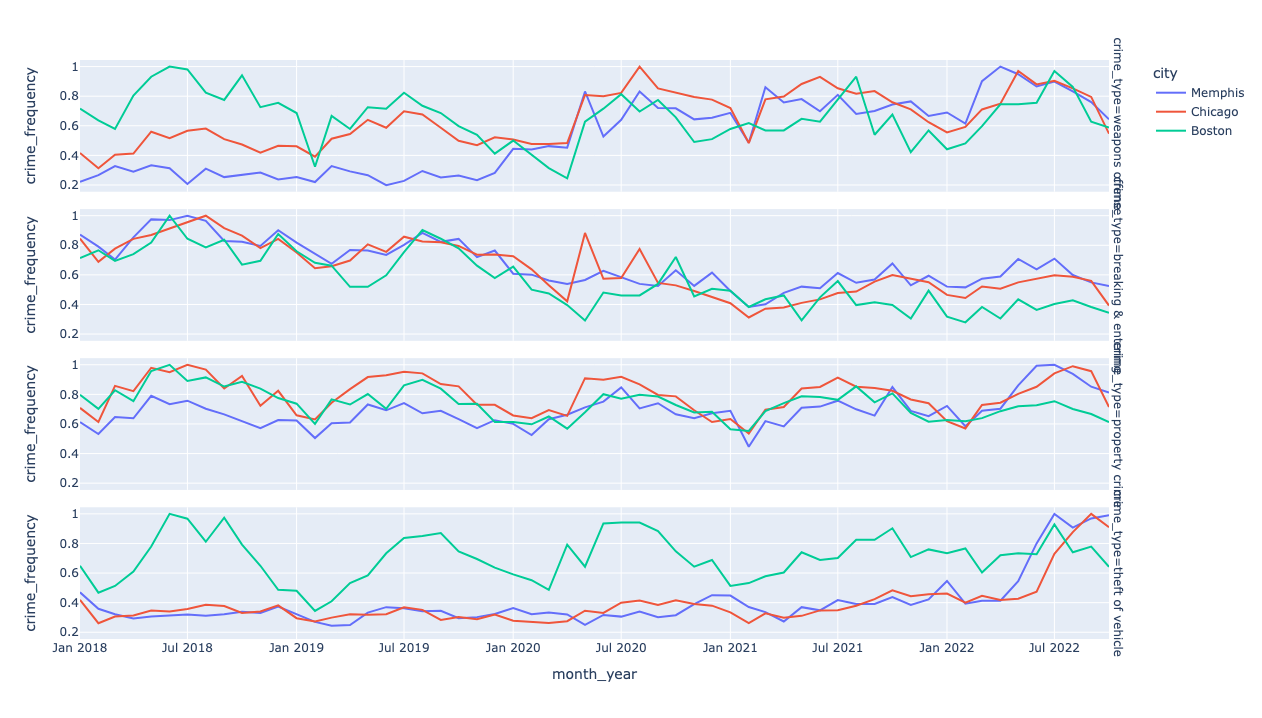 crime_frequency
1
0.8
0.6
0.4
0.2
crime_type=weapons offense
crime_frequency
1
0.8
0.6
0.4
0.2
crime_type=breaking & entering
crime_frequency
1
0.8
0.6
0.4
0.2
crime_type=property crime
crime_frequency
1
0.8
0.6
0.4
0.2
crime_type=theft of vehicle
Jan 2018 Jul 2018 Jan 2019 Jul 2019 Jan 2020 Jul 2020 Jan 2021 Jul 2021 Jan 2022 Jul 2022
month_year
city
Memphis
Chicago
Boston